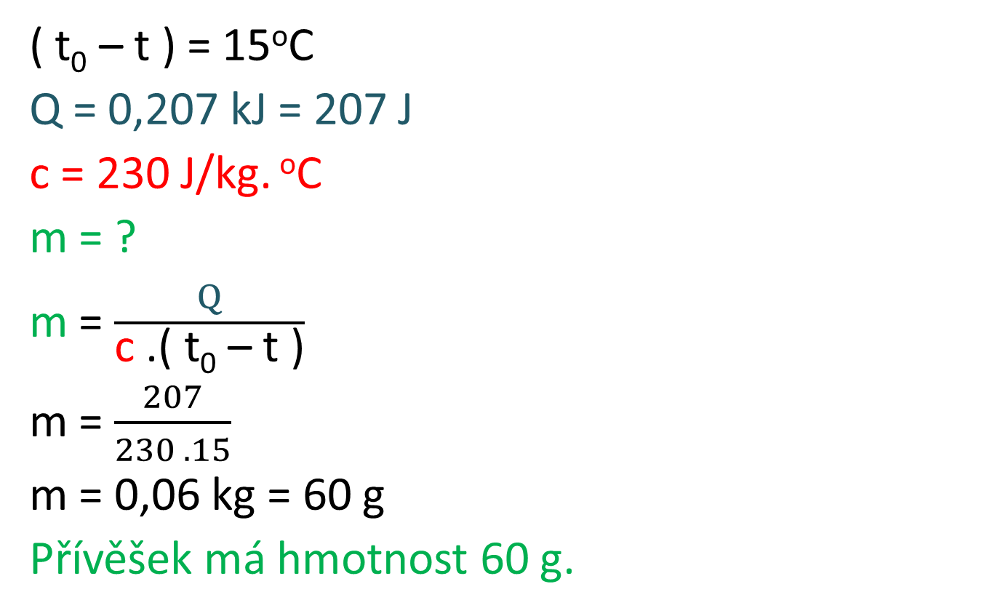 ( t₀ – t ) = 15ºC
Q = 0,207 kJ = 207 J
c = 230 J/kg. ºC
m = ?
m = Q / c .( t₀ – t )
m = 207 / 230 .15
m = 0,06 kg = 60 g
Přívěšek má hmotnost 60 g.